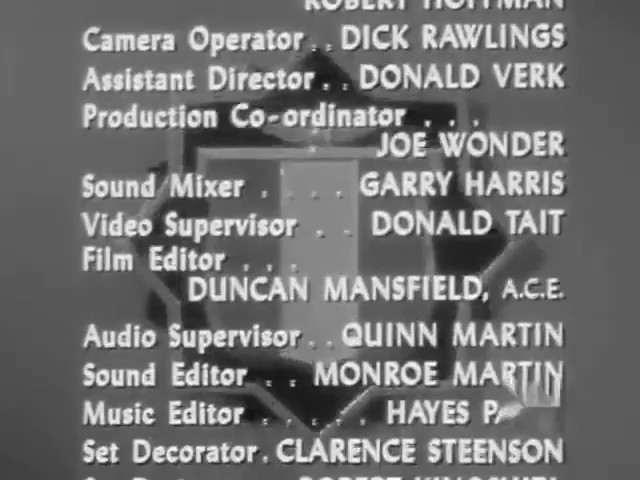 ROBERT HOFFMAN
Camera Operator . . DICK RAWLINGS
Assistant Director . . DONALD VERK
Production Co-ordinator . . .
JOE WONDER
Sound Mixer . . . . GARRY HARRIS
Video Supervisor . . DONALD TAIT
Film Editor . . .
DUNCAN MANSFIELD, A.C.E.
Audio Supervisor . . QUINN MARTIN
Sound Editor . . MONROE MARTIN
Music Editor . . . . . HAYES
Set Decorator . CLARENCE STEENSON